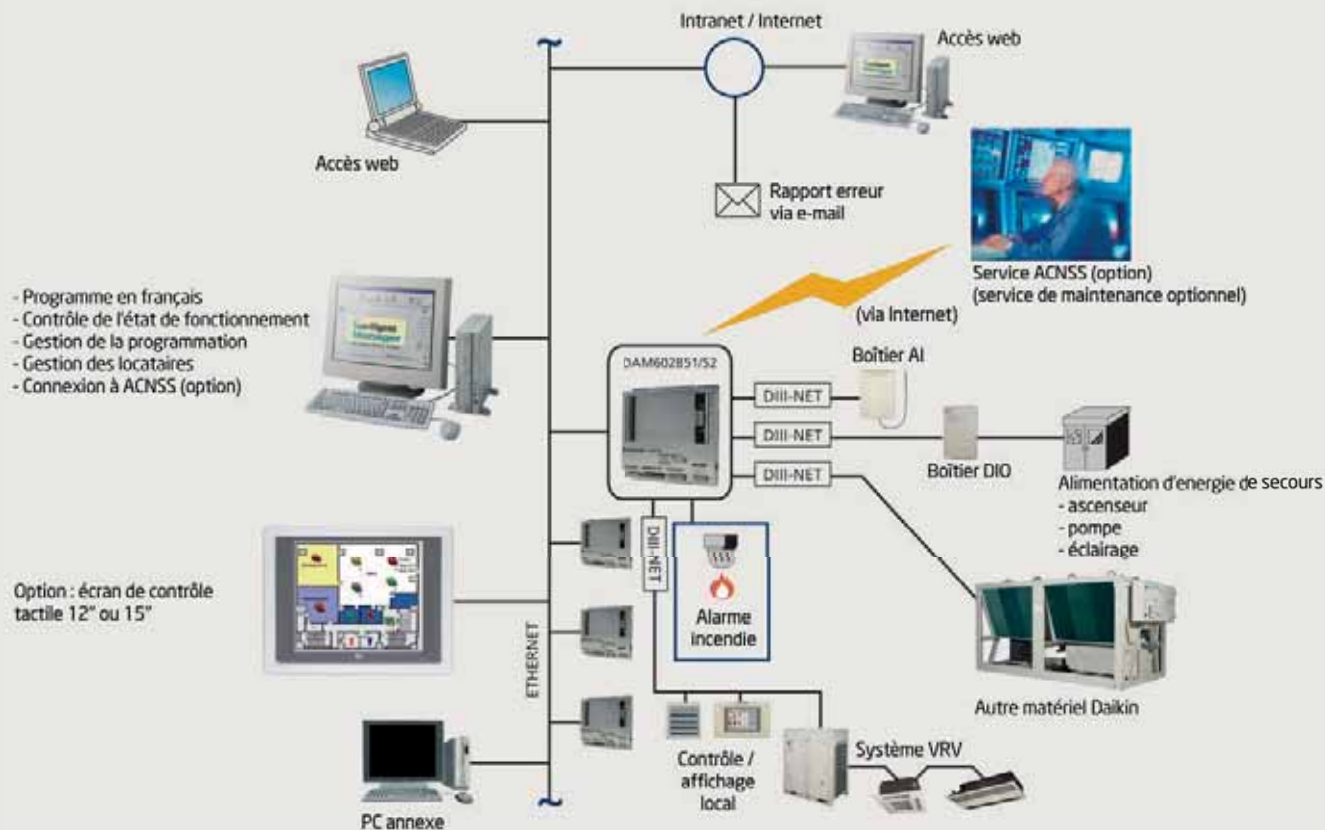 Intranet / Internet
Accès web
Accès web
Rapport erreur
via e-mail
Service ACNSS (option)
(service de maintenance optionnel)
(via Internet)
- Programme en français
- Contrôle de l'état de fonctionnement
- Gestion de la programmation
- Gestion des locataires
- Connexion à ACNSS (option)
DAM602B51/52
Boîtier AI
DIII-NET
DIII-NET
DIII-NET
Boîtier DIO
Alimentation d'energie de secours
- ascenseur
- pompe
- éclairage
DIII-NET
Alarme
incendie
Option : écran de contrôle
tactile 12" ou 15"
ETHERNET
Autre matériel Daikin
Contrôle /
affichage
local
Système VRV
PC annexe